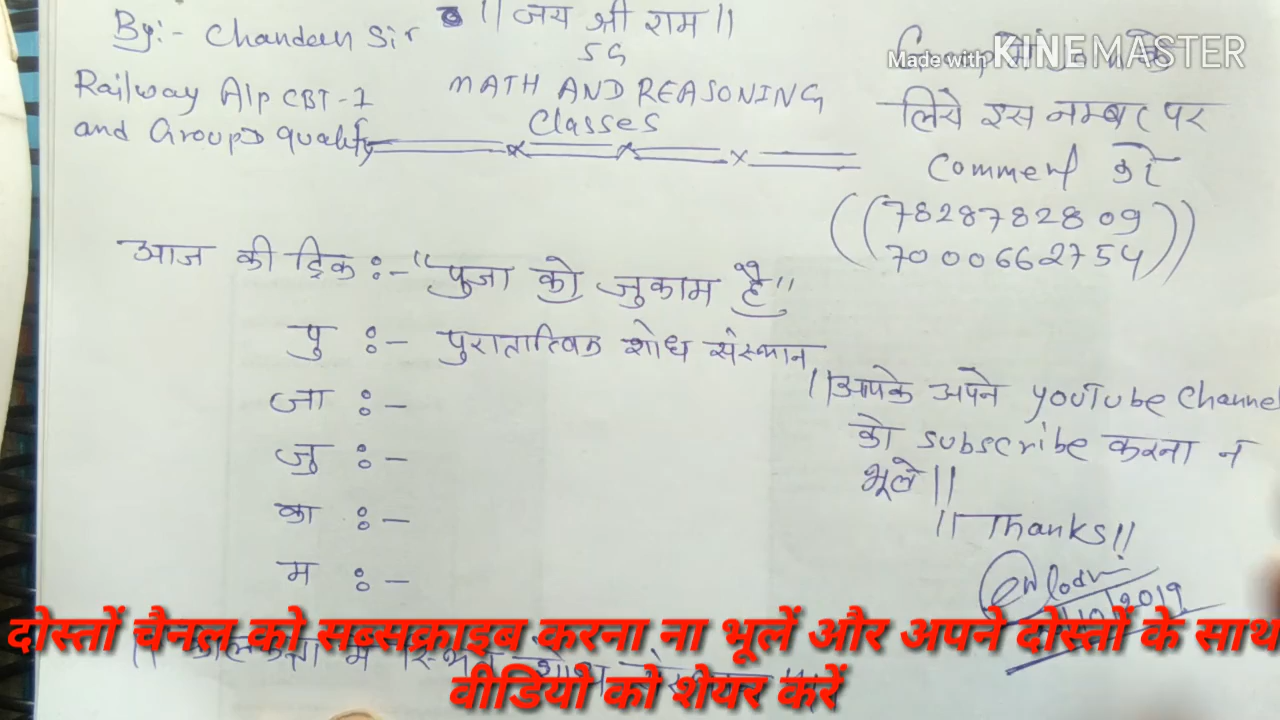 By:- Chandan Sir
|| जय श्री राम ||
SG
MATH AND REASONING
Classes
Railway Alp CBT-1
and GroupD qualify
Made with KINEMASTER
Group में
लिये इस नम्बर पर
Comment करे
((7828782809
7000662754))
आज की ट्रिक :- "पुजा को जुकाम है"
पु :- पुरातात्विक शोध संस्थान
जा :-
जु :-
का :-
म :-
||आपके अपने YouTube Channel
को subscribe करना न
भूले||
|| Thanks!!
2019
दोस्तों चैनल को सब्सक्राइब करना ना भूलें और अपने दोस्तों के साथ
वीडियो को शेयर करें